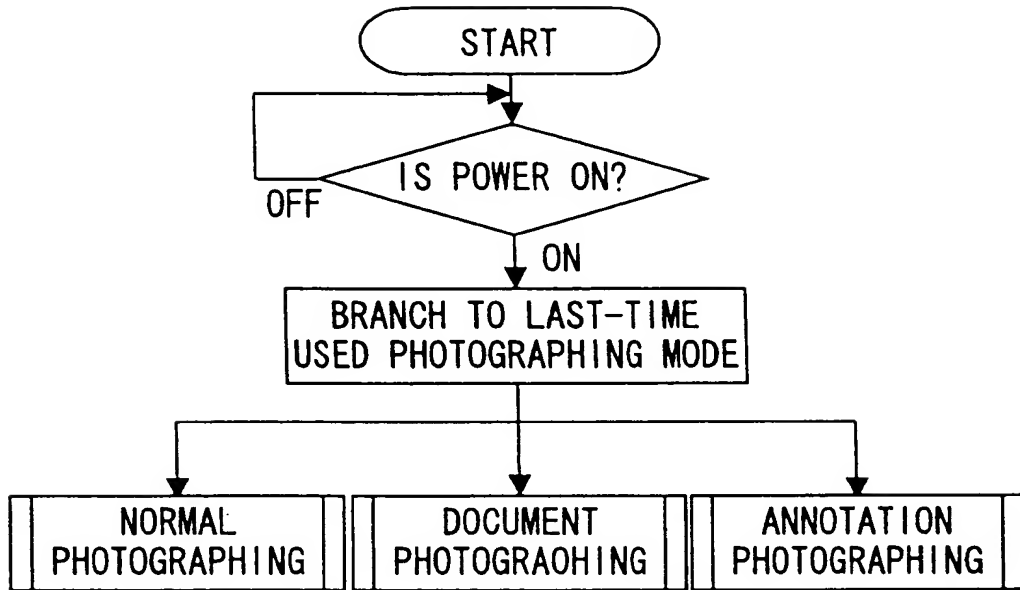 START
IS POWER ON?
OFF
ON
BRANCH TO LAST-TIME
USED PHOTOGRAPHING MODE
NORMAL
PHOTOGRAPHING
DOCUMENT
PHOTOGRAOHING
ANNOTATION
PHOTOGRAPHING